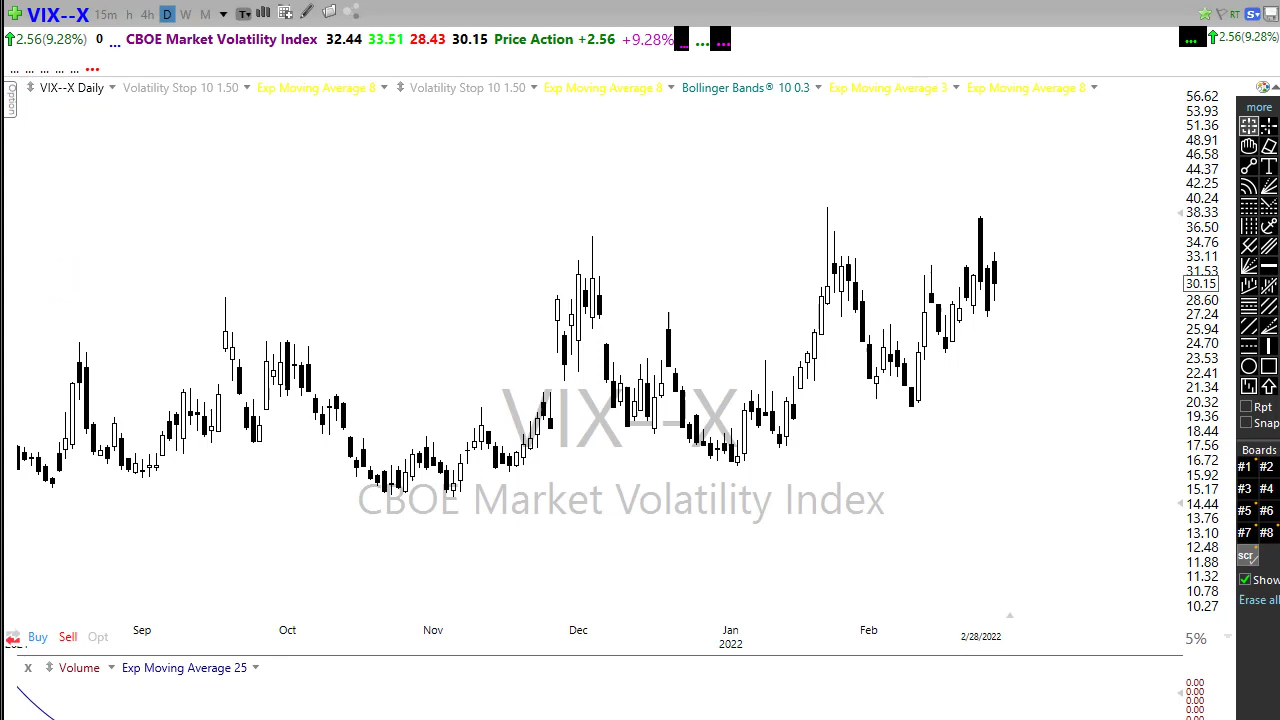 VIX--X 15m h 4h D W M T RT S
2.56(9.28%) 0 ... CBOE Market Volatility Index 32.44 33.51 28.43 30.15 Price Action +2.56 +9.28% ... ... ... ... 2.56(9.28%)
... ... ... ... ... ...
Option
VIX--X Daily Volatility Stop 10 1.50 Exp Moving Average 8 Volatility Stop 10 1.50 Exp Moving Average 8 Bollinger Bands® 10 0.3 Exp Moving Average 3 Exp Moving Average 8
56.62
53.93
51.36
48.91
46.58
44.37
42.25
40.24
38.33
36.50
34.76
33.11
31.53
30.15
28.60
27.24
25.94
24.70
23.53
22.41
21.34
20.32
19.36
18.44
17.56
16.72
15.92
15.17
14.44
13.76
13.10
12.48
11.88
11.32
10.78
10.27
more
T
Rpt
Snap
Boards
#1 #2
#3 #4
#5 #6
#7 #8
scr
Show
Erase all
VIX--X
CBOE Market Volatility Index
Buy Sell Opt
Sep Oct Nov Dec Jan Feb
2022 2/28/2022
5%
X Volume Exp Moving Average 25
0.00
0.00
0.00
0.00